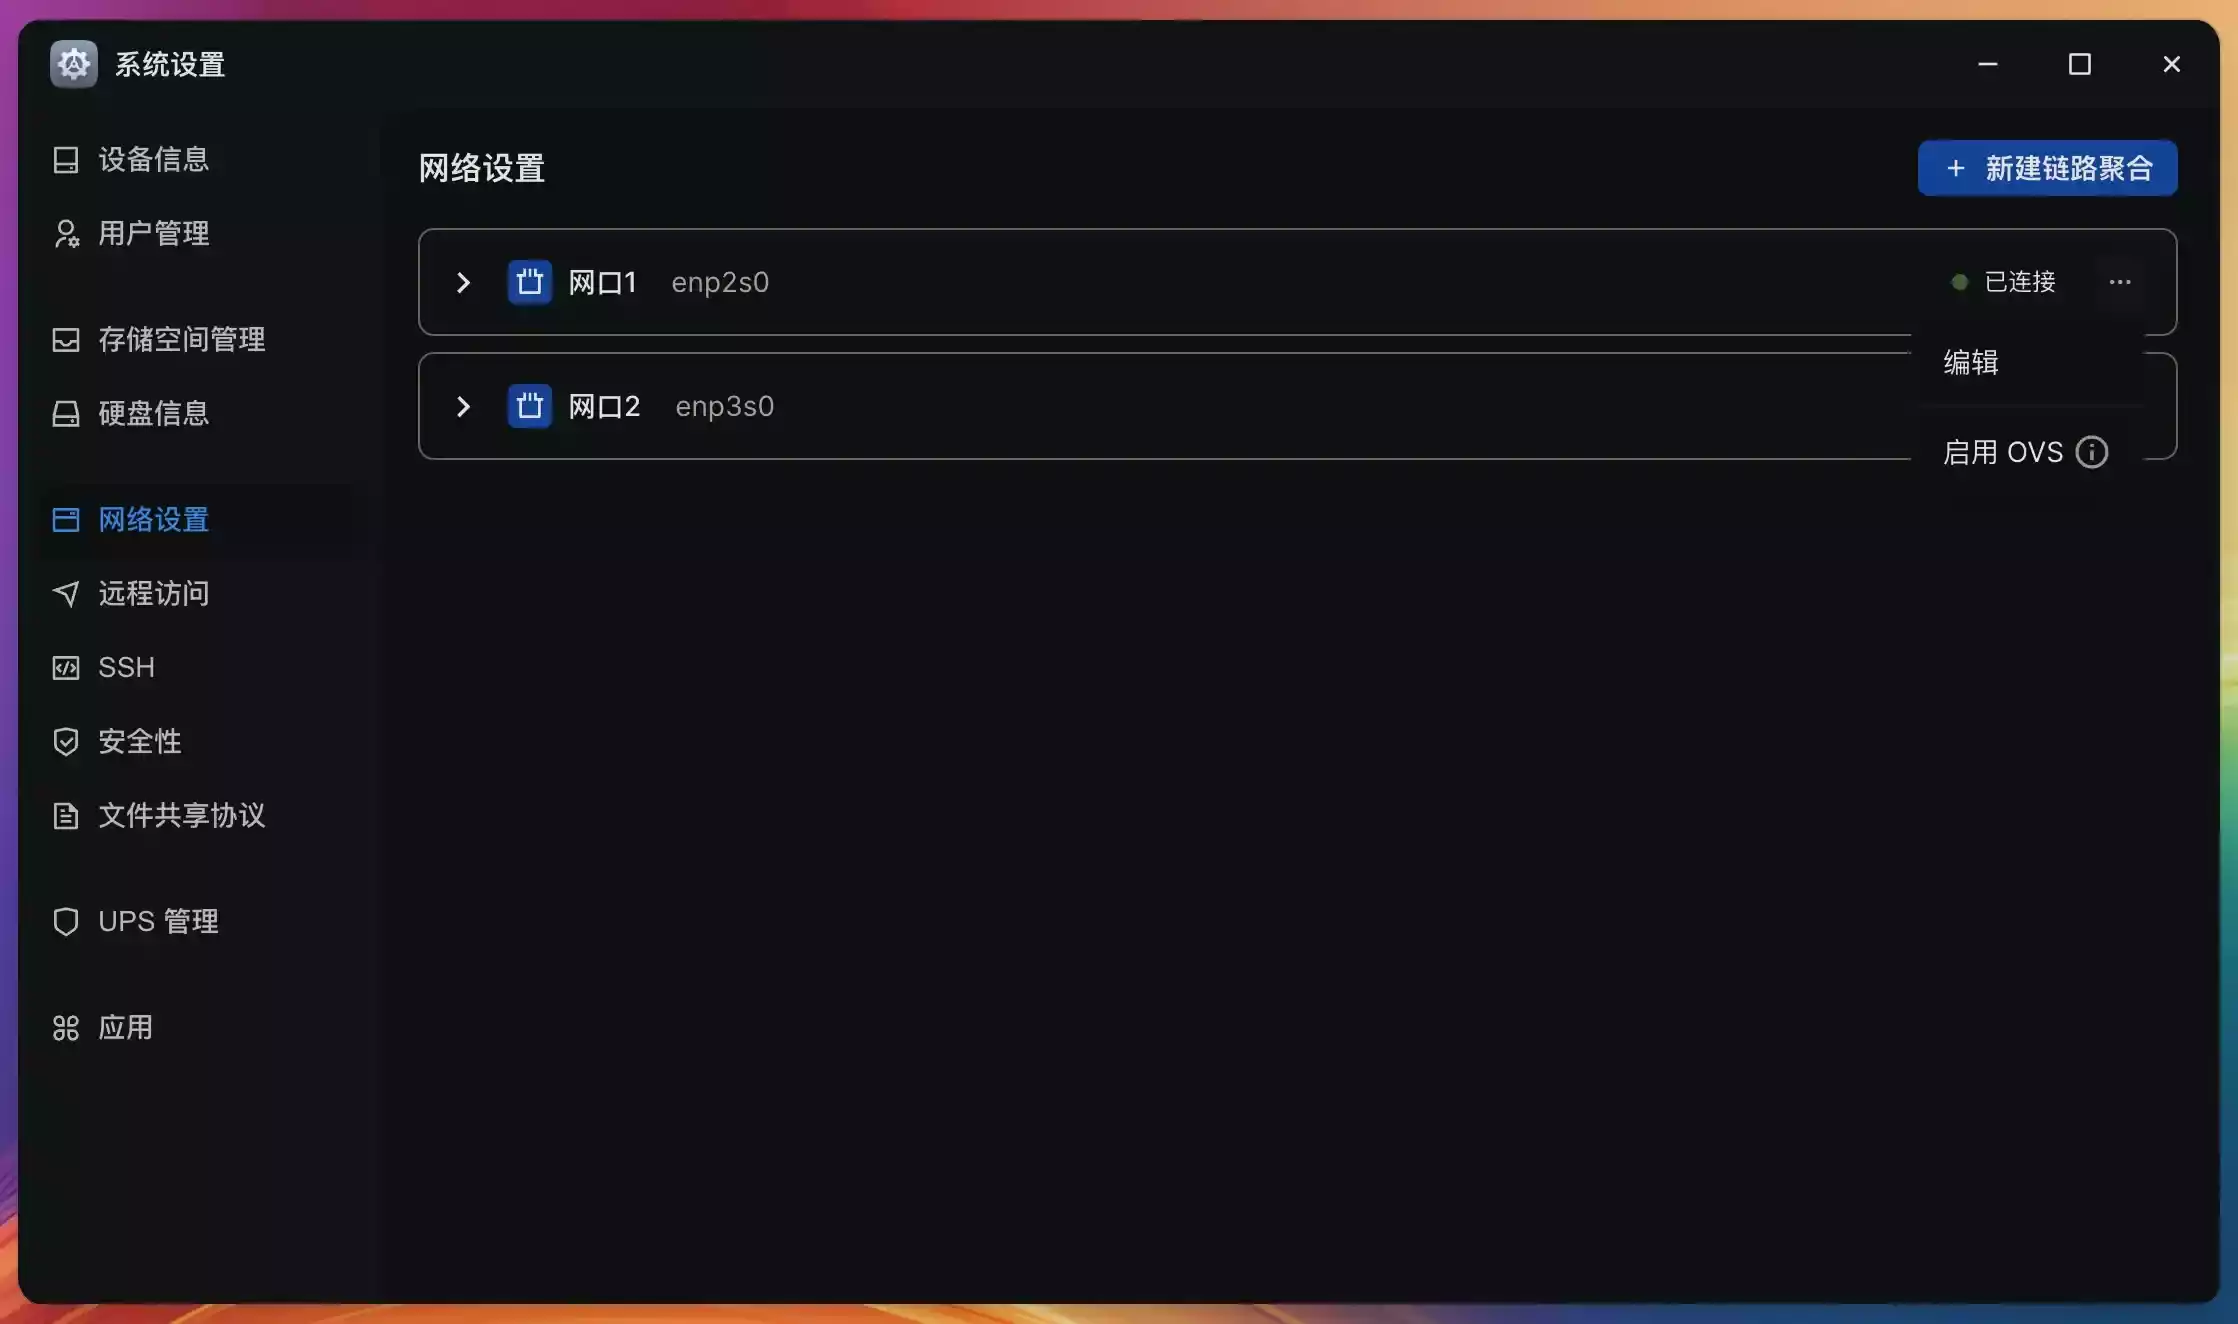 系统设置
设备信息
用户管理
存储空间管理
硬盘信息
网络设置
远程访问
SSH
安全性
文件共享协议
UPS 管理
应用
网络设置
+ 新建链路聚合
网口1 enp2s0 已连接 ···
网口2 enp3s0
编辑
启用 OVS